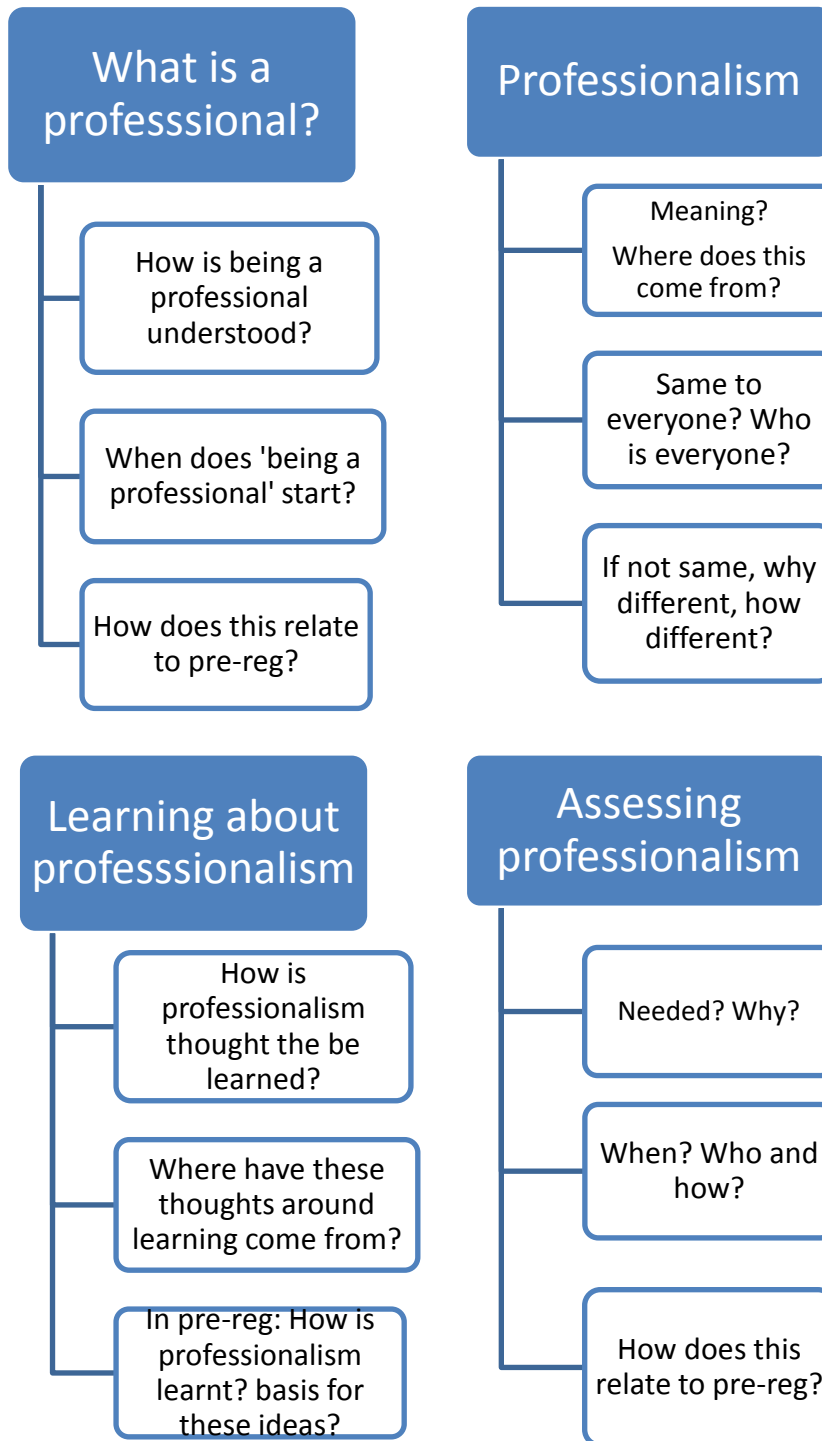 What is a
professsional?
How is being a
professional
understood?
When does 'being a
professional' start?
How does this relate
to pre-reg?
Professionalism
Meaning?
Where does this
come from?
Same to
everyone? Who
is everyone?
If not same, why
different, how
different?
Learning about
professsionalism
How is
professionalism
thought the be
learned?
Where have these
thoughts around
learning come from?
In pre-reg: How is
professionalism
learnt? basis for
these ideas?
Assessing
professionalism
Needed? Why?
When? Who and
how?
How does this
relate to pre-reg?